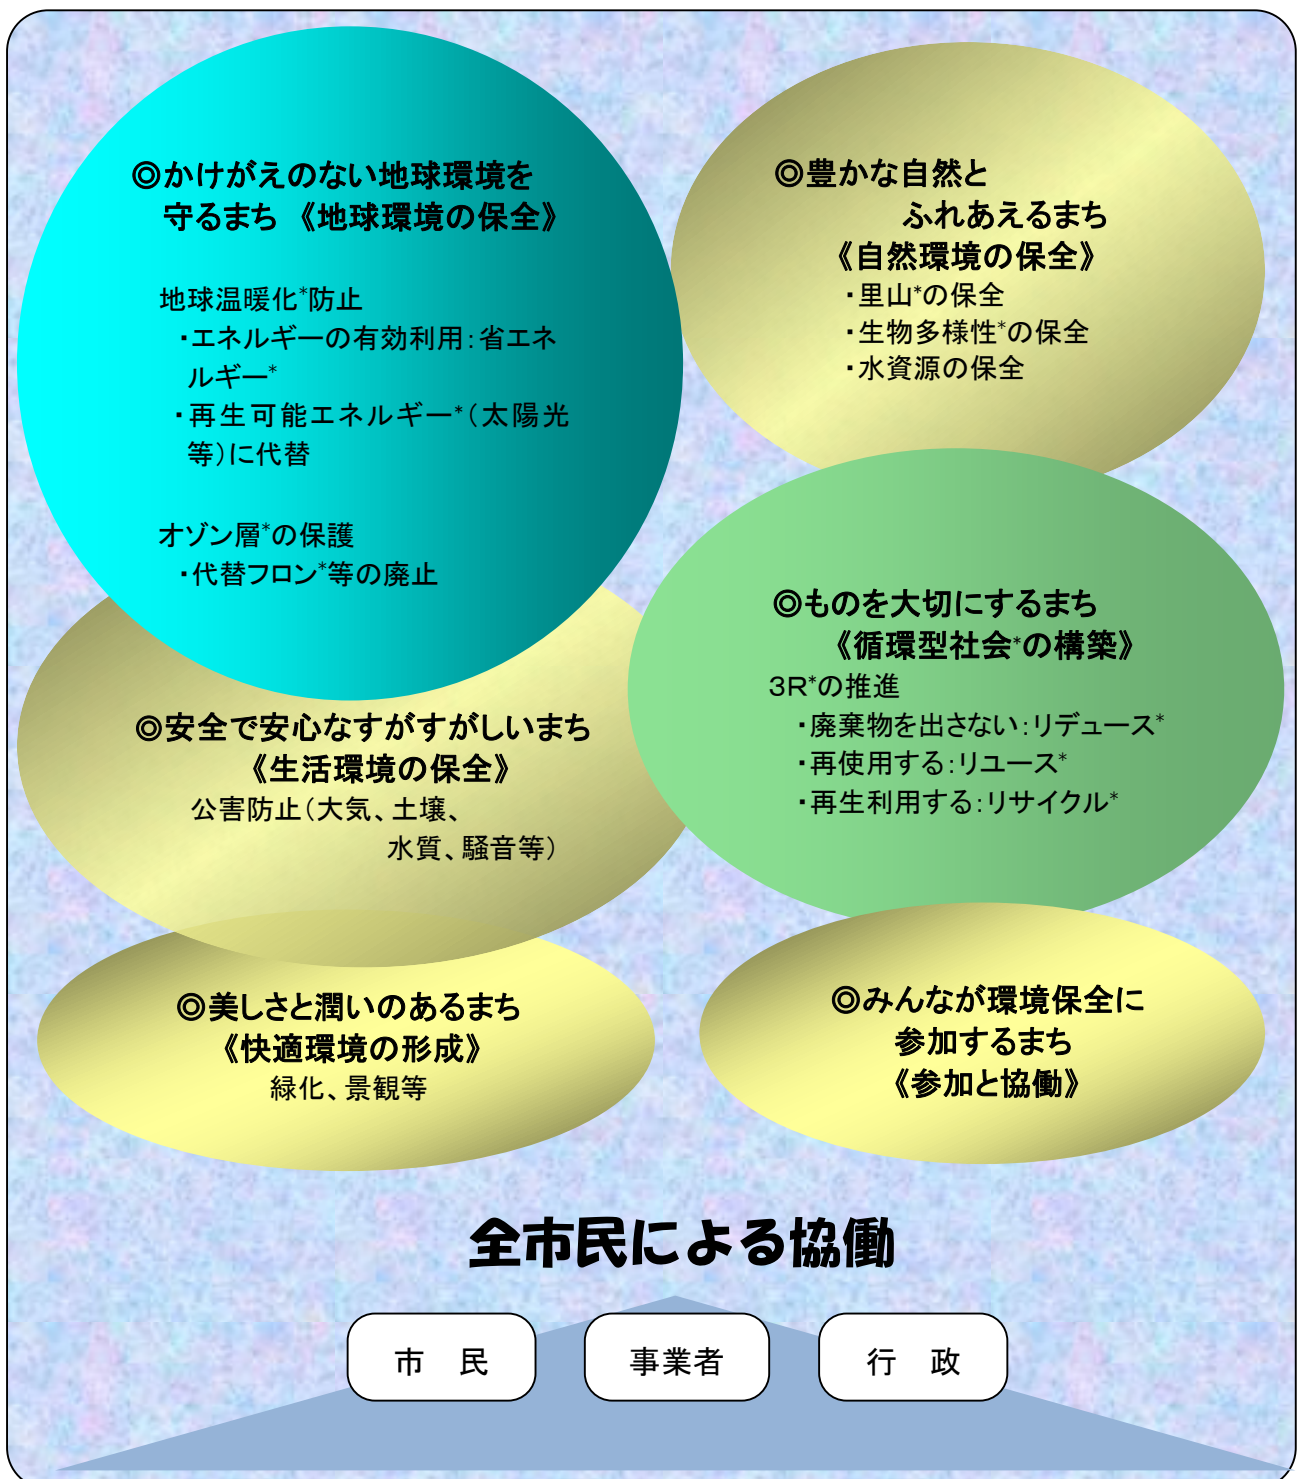 ◎かけがえのない地球環境を
守るまち《地球環境の保全》
地球温暖化*防止
・エネルギーの有効利用：省エネ
ルギー*
・再生可能エネルギー*（太陽光
等）に代替
オゾン層*の保護
・代替フロン*等の廃止
◎豊かな自然と
ふれあえるまち
《自然環境の保全》
・里山*の保全
・生物多様性*の保全
・水資源の保全
◎ものを大切にするまち
《循環型社会*の構築》
3R*の推進
・廃棄物を出さない：リデュース*
・再使用する：リユース*
・再生利用する：リサイクル*
◎安全で安心なすがすがしいまち
《生活環境の保全》
公害防止（大気、土壌、
水質、騒音等）
◎美しさと潤いのあるまち
《快適環境の形成》
緑化、景観等
◎みんなが環境保全に
参加するまち
《参加と協働》
全市民による協働
市　民
事業者
行　政